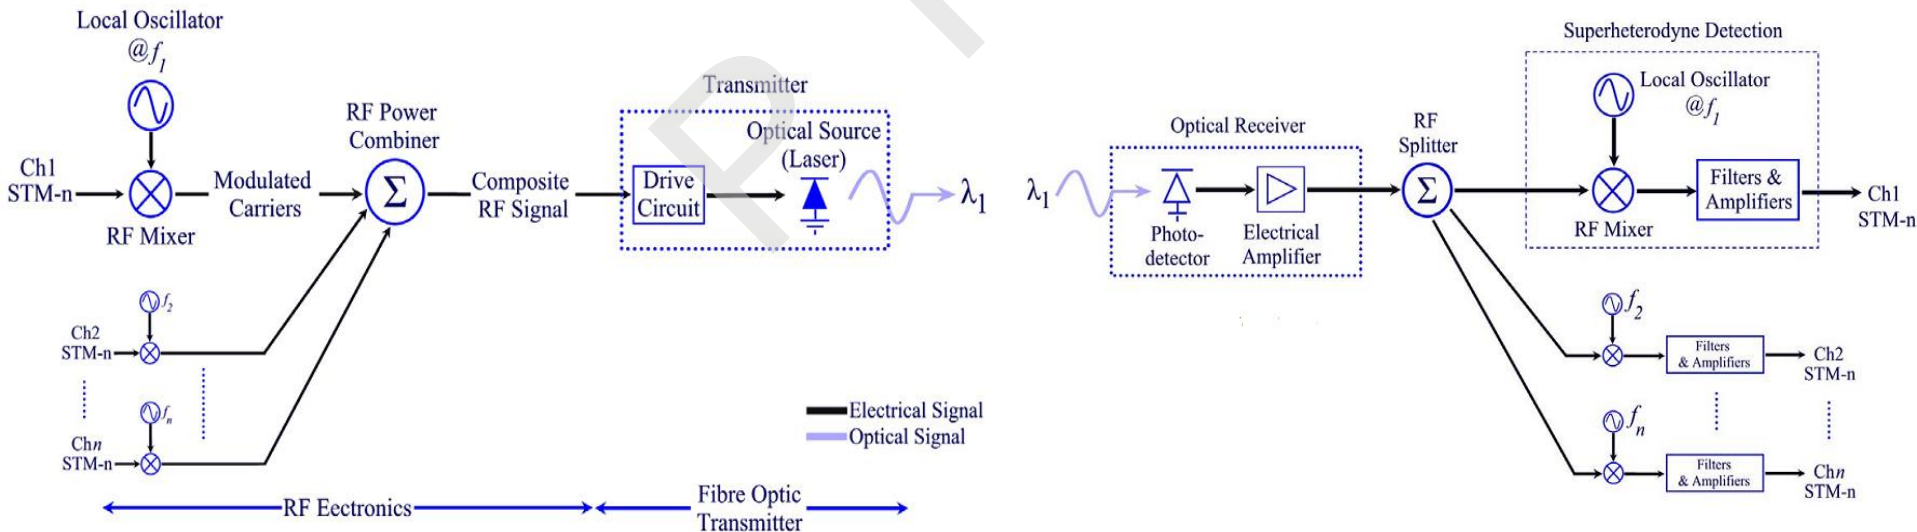 Local Oscillator
@f1
Ch1
STM-n
RF Mixer
Modulated
Carriers
RF Power
Combiner
Σ
Composite
RF Signal
Transmitter
Drive
Circuit
Optical Source
(Laser)
λ1
f2
Ch2
STM-n
fn
Chn
STM-n
RF Eectronics
Fibre Optic
Transmitter
Electrical Signal
Optical Signal
λ1
Optical Receiver
Photo-
detector
Electrical
Amplifier
RF
Splitter
Σ
Superheterodyne Detection
Local Oscillator
@f1
RF Mixer
Filters &
Amplifiers
Ch1
STM-n
f2
Filters
& Amplifiers
Ch2
STM-n
fn
Filters
& Amplifiers
Chn
STM-n